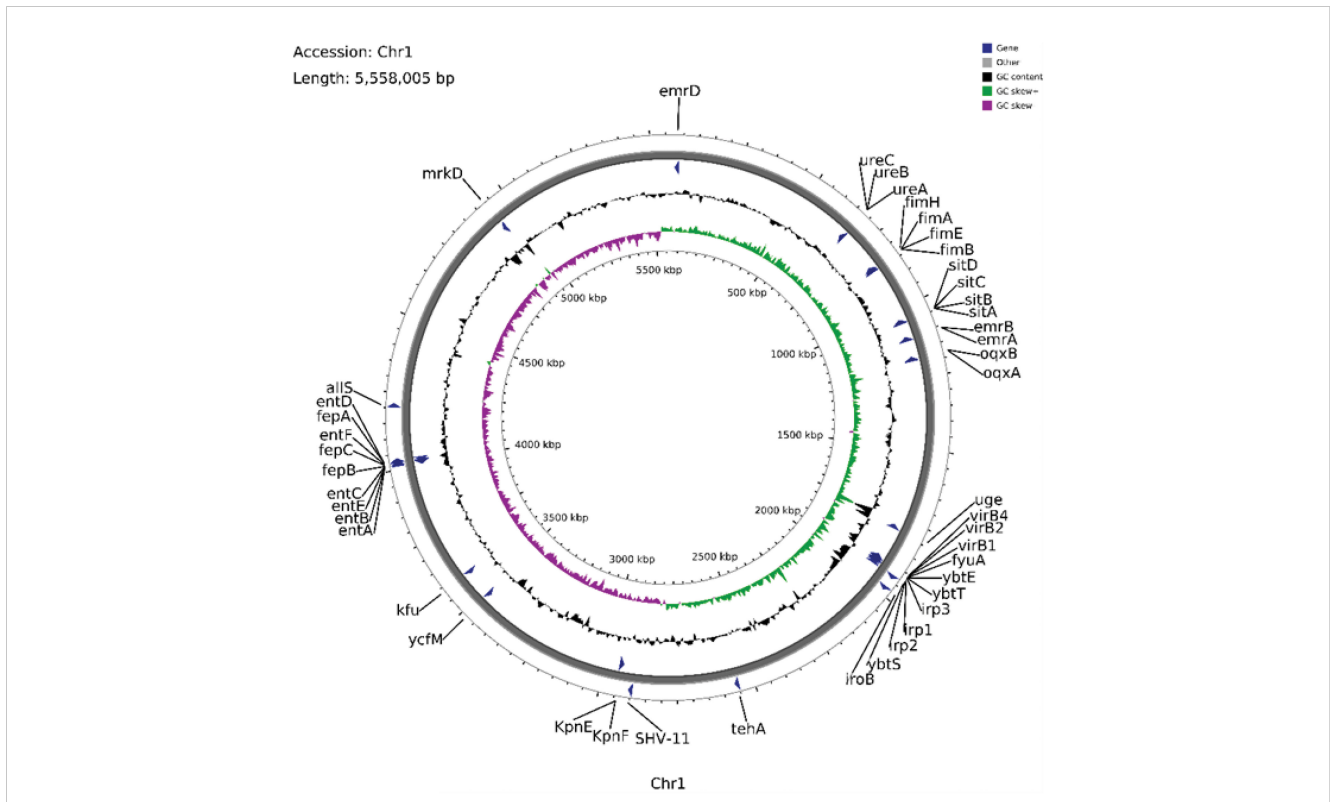 Accession: Chr1
Length: 5,558,005 bp
Gene
Other
GC content
GC skew+
GC skew
emrD
mrkD
ureC
ureB
ureA
fimH
fimA
fimE
fimB
sitD
sitC
sitB
sitA
emrB
emrA
oqxB
oqxA
5500 kbp
500 kbp
1000 kbp
1500 kbp
2000 kbp
2500 kbp
3000 kbp
3500 kbp
4000 kbp
4500 kbp
5000 kbp
allS
entD
fepA
entF
fepC
fepB
entC
entE
entB
entA
uge
virB4
virB2
virB1
fyuA
ybtE
ybtT
irp3
irp1
irp2
ybtS
iroB
kfu
ycfM
KpnE
KpnF
SHV-11
tehA
Chr1